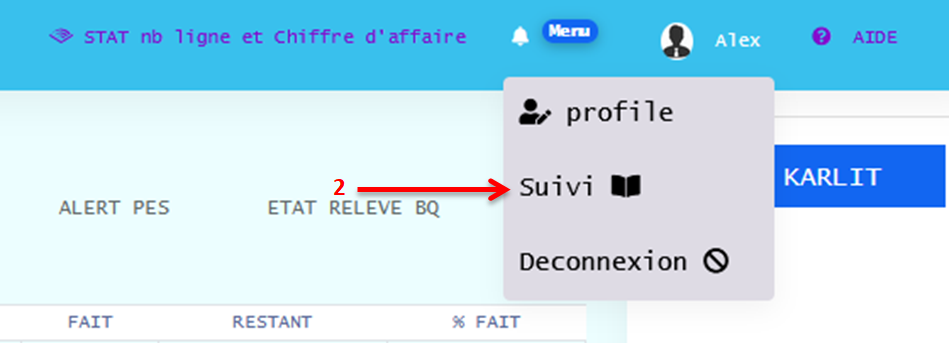 STAT nb ligne et Chiffre d'affaire
Menu
Alex
AIDE
profile
2
Suivi
Deconnexion
KARLIT
ALERT PES
ETAT RELEVE BQ
FAIT
RESTANT
% FAIT